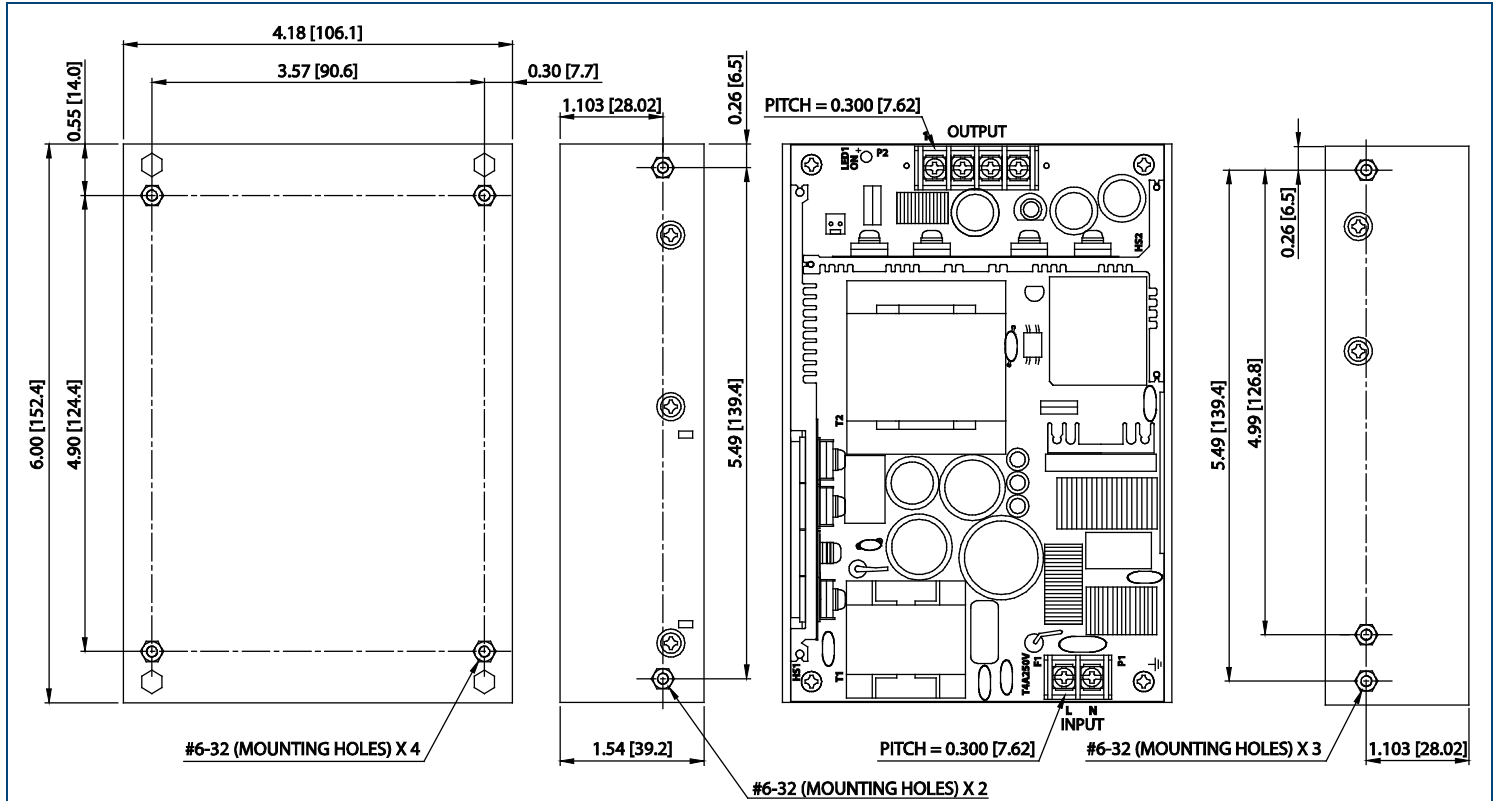 4.18 [106.1]
3.57 [90.6]
0.30 [7.7]
0.55 [14.0]
6.00 [152.4]
4.90 [124.4]
#6-32 (MOUNTING HOLES) X 4
1.103 [28.02]
0.26 [6.5]
5.49 [139.4]
1.54 [39.2]
#6-32 (MOUNTING HOLES) X 2
PITCH = 0.300 [7.62]
OUTPUT
LED1
ON
+
P2
HS2
T2
HS1
T1
T4A250V
F1
P1
L N
INPUT
PITCH = 0.300 [7.62]
0.26 [6.5]
5.49 [139.4]
4.99 [126.8]
#6-32 (MOUNTING HOLES) X 3
1.103 [28.02]